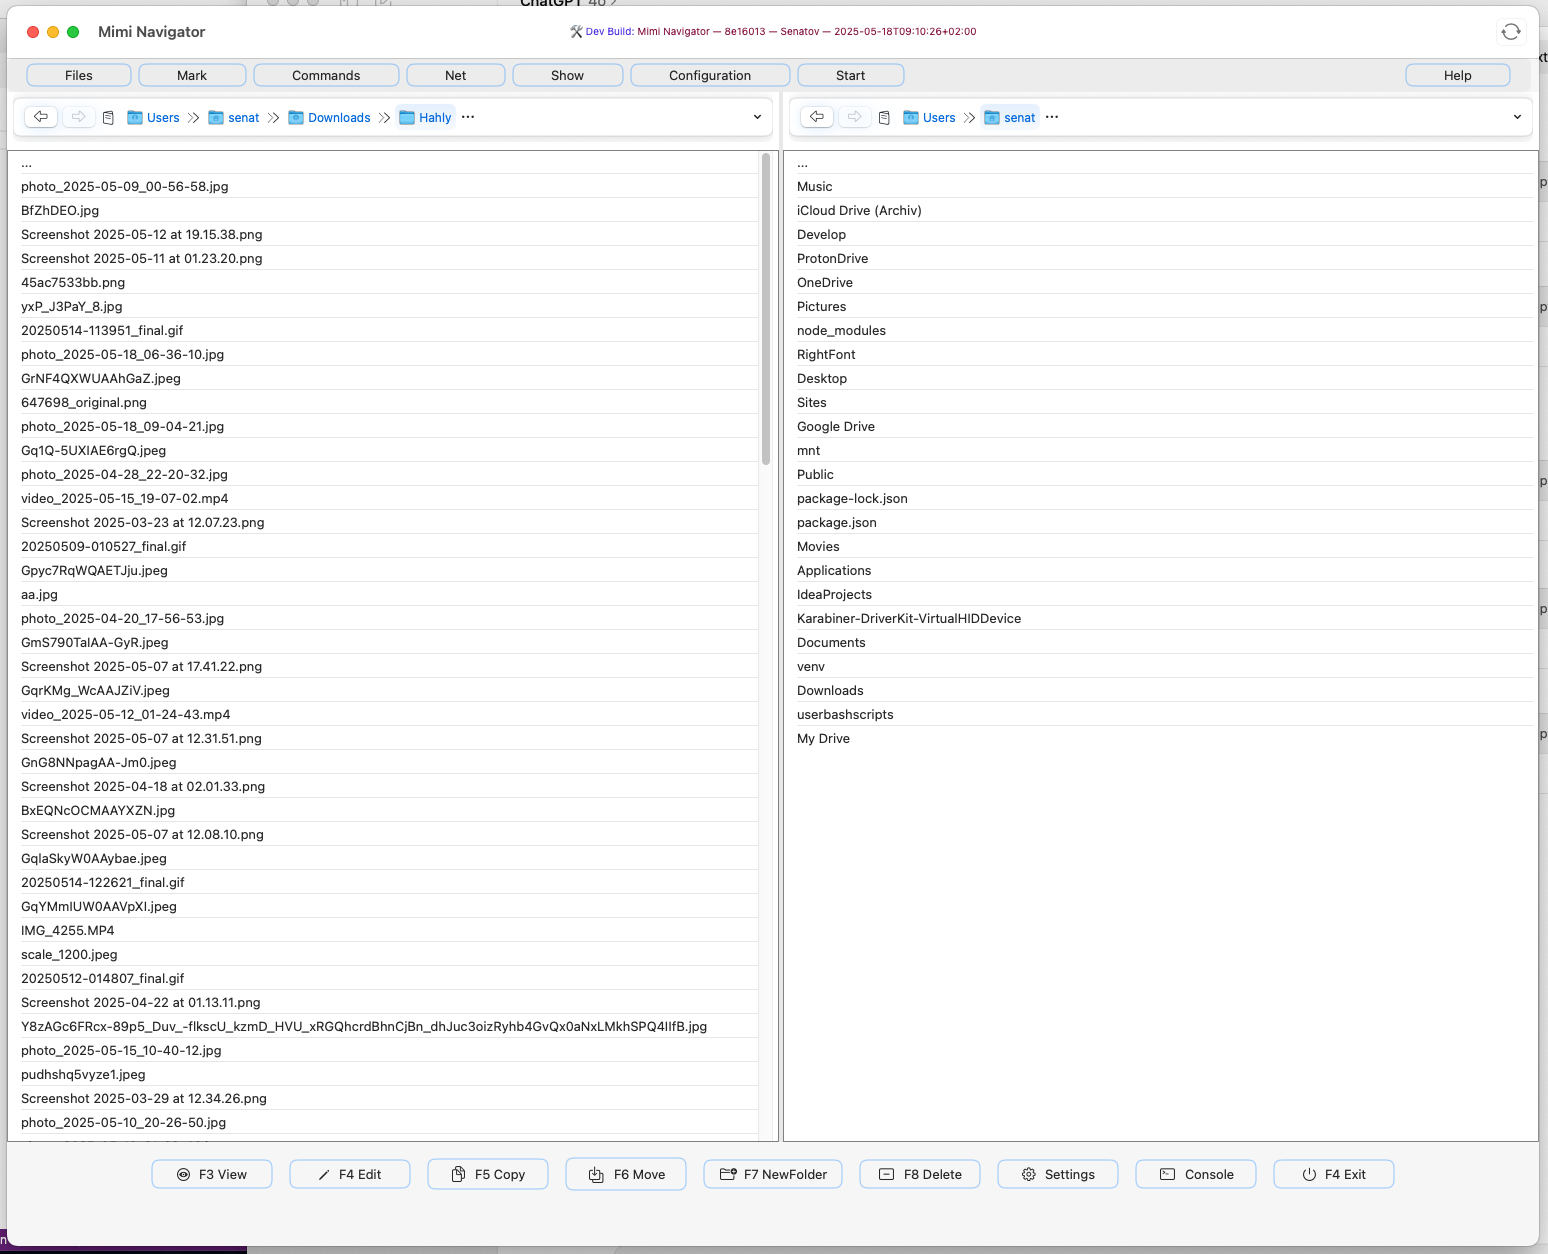 ChatGPT 4o >
Mimi Navigator
🛠 Dev Build: Mimi Navigator — 8e16013 — Senatov — 2025-05-18T09:10:26+02:00
Files Mark Commands Net Show Configuration Start Help
Users senat Downloads Hahly ...
Users senat ...
...
photo_2025-05-09_00-56-58.jpg
BfZhDEO.jpg
Screenshot 2025-05-12 at 19.15.38.png
Screenshot 2025-05-11 at 01.23.20.png
45ac7533bb.png
yxP_J3PaY_8.jpg
20250514-113951_final.gif
photo_2025-05-18_06-36-10.jpg
GrNF4QXWUAAhGaZ.jpeg
647698_original.png
photo_2025-05-18_09-04-21.jpg
Gq1Q-5UXIAE6rgQ.jpeg
photo_2025-04-28_22-20-32.jpg
video_2025-05-15_19-07-02.mp4
Screenshot 2025-03-23 at 12.07.23.png
20250509-010527_final.gif
Gpyc7RqWQAETJju.jpeg
aa.jpg
photo_2025-04-20_17-56-53.jpg
GmS790TaIAA-GyR.jpeg
Screenshot 2025-05-07 at 17.41.22.png
GqrKMg_WcAAJZiV.jpeg
video_2025-05-12_01-24-43.mp4
Screenshot 2025-05-07 at 12.31.51.png
GnG8NNpagAA-Jm0.jpeg
Screenshot 2025-04-18 at 02.01.33.png
BxEQNcOCMAAYXZN.jpg
Screenshot 2025-05-07 at 12.08.10.png
GqlaSkyW0AAybae.jpeg
20250514-122621_final.gif
GqYMmIUW0AAVpXI.jpeg
IMG_4255.MP4
scale_1200.jpeg
20250512-014807_final.gif
Screenshot 2025-04-22 at 01.13.11.png
Y8zAGc6FRcx-89p5_Duv_-flkscU_kzmD_HVU_xRGQhcrdBhnCjBn_dhJuc3oizRyhb4GvQx0aNxLMkhSPQ4lIfB.jpg
photo_2025-05-15_10-40-12.jpg
pudhshq5vyze1.jpeg
Screenshot 2025-03-29 at 12.34.26.png
photo_2025-05-10_20-26-50.jpg
...
Music
iCloud Drive (Archiv)
Develop
ProtonDrive
OneDrive
Pictures
node_modules
RightFont
Desktop
Sites
Google Drive
mnt
Public
package-lock.json
package.json
Movies
Applications
IdeaProjects
Karabiner-DriverKit-VirtualHIDDevice
Documents
venv
Downloads
userbashscripts
My Drive
F3 View F4 Edit F5 Copy F6 Move F7 NewFolder F8 Delete Settings Console F4 Exit